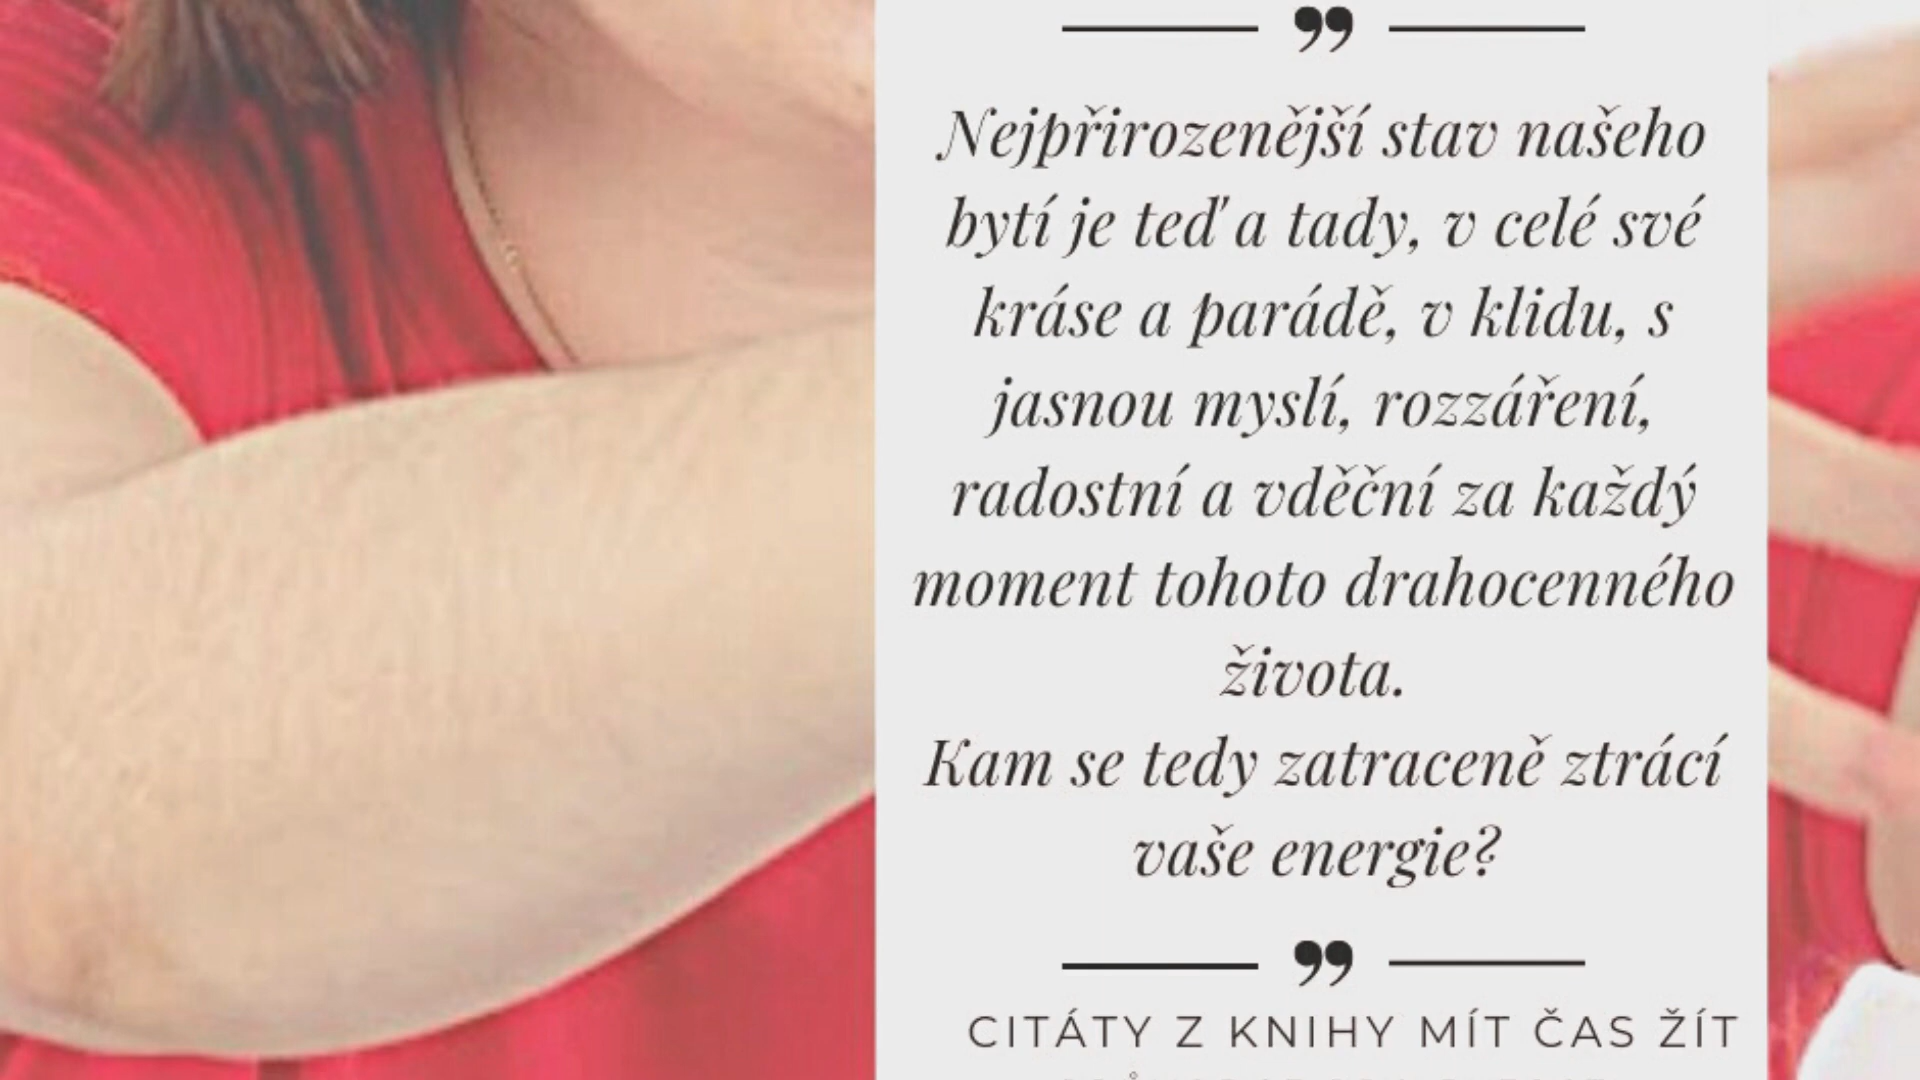 ”
Nejpřirozenější stav našeho
bytí je teď a tady, v celé své
kráse a parádě, v klidu, s
jasnou myslí, rozzáření,
radostní a vděční za každý
moment tohoto drahocenného
života.
Kam se tedy zatraceně ztrácí
vaše energie?
”
CITÁTY Z KNIHY MÍT ČAS ŽÍT